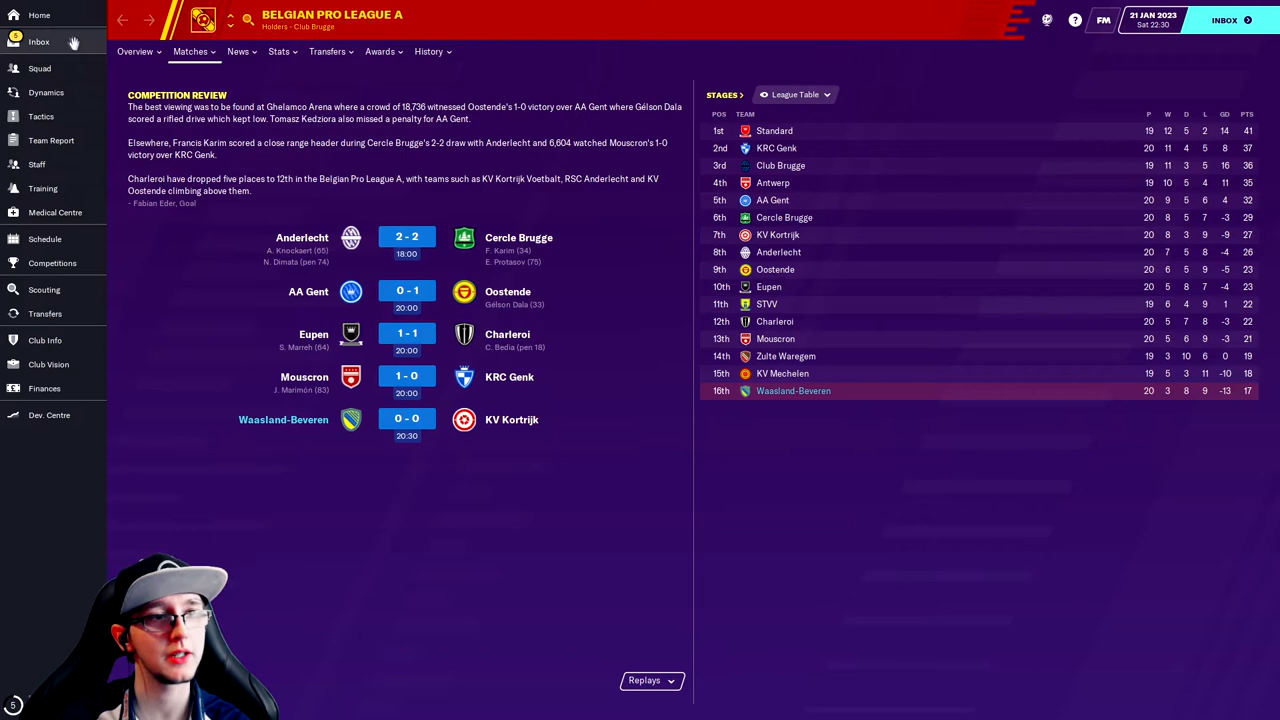 Home
BELGIAN PRO LEAGUE A
Holders - Club Brugge
FM
21 JAN 2023
Sat 22:30
INBOX
5
Inbox
Overview Matches News Stats Transfers Awards History
Squad
Dynamics
Tactics
Team Report
Staff
Training
Medical Centre
Schedule
Competitions
Scouting
Transfers
Club Info
Club Vision
Finances
Dev. Centre
5
COMPETITION REVIEW
The best viewing was to be found at Ghelamco Arena where a crowd of 18,736 witnessed Oostende's 1-0 victory over AA Gent where Gélson Dala
scored a rifled drive which kept low. Tomasz Kedziora also missed a penalty for AA Gent.
Elsewhere, Francis Karim scored a close range header during Cercle Brugge's 2-2 draw with Anderlecht and 6,604 watched Mouscron's 1-0
victory over KRC Genk.
Charleroi have dropped five places to 12th in the Belgian Pro League A, with teams such as KV Kortrijk Voetbalt, RSC Anderlecht and KV
Oostende climbing above them.
- Fabian Eder, Goal
Anderlecht 2 - 2 Cercle Brugge
A. Knockaert (65) 18:00 F. Karim (34)
N. Dimata (pen 74) E. Protasov (75)
AA Gent 0 - 1 Oostende
20:00 Gélson Dala (33)
Eupen 1 - 1 Charleroi
S. Marreh (64) 20:00 C. Bedia (pen 18)
Mouscron 1 - 0 KRC Genk
J. Marimón (83) 20:00
Waasland-Beveren 0 - 0 KV Kortrijk
20:30
Replays
STAGES > League Table
POS TEAM P W D L GD PTS
1st Standard 19 12 5 2 14 41
2nd KRC Genk 20 11 4 5 8 37
3rd Club Brugge 19 11 3 5 16 36
4th Antwerp 19 10 5 4 11 35
5th AA Gent 20 9 5 6 4 32
6th Cercle Brugge 20 8 5 7 -3 29
7th KV Kortrijk 20 8 3 9 -9 27
8th Anderlecht 20 7 5 8 -4 26
9th Oostende 20 6 5 9 -5 23
10th Eupen 20 5 8 7 -4 23
11th STVV 19 6 4 9 1 22
12th Charleroi 20 5 7 8 -3 22
13th Mouscron 20 5 6 9 -3 21
14th Zulte Waregem 19 3 10 6 0 19
15th KV Mechelen 19 5 3 11 -10 18
16th Waasland-Beveren 20 3 8 9 -13 17